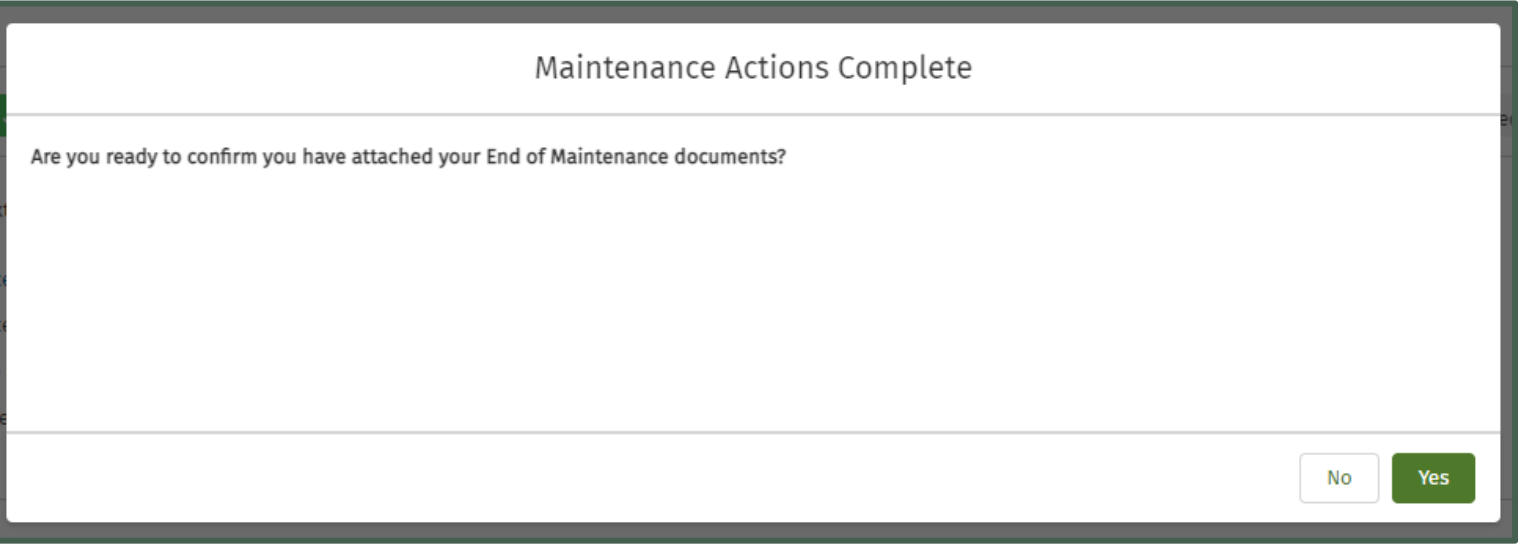 Maintenance Actions Complete
Are you ready to confirm you have attached your End of Maintenance documents?
No
Yes